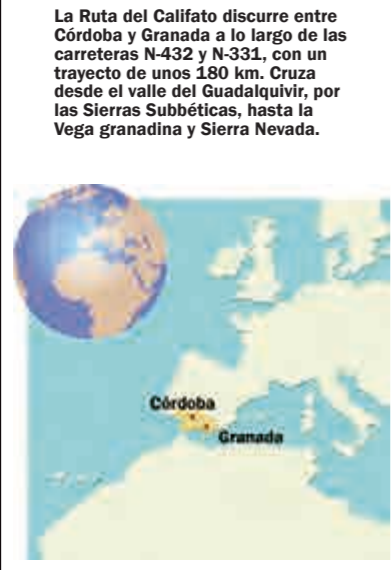 La Ruta del Califato discurre entre
Córdoba y Granada a lo largo de las
carreteras N-432 y N-331, con un
trayecto de unos 180 km. Cruza
desde el valle del Guadalquivir, por
las Sierras Subbéticas, hasta la
Vega granadina y Sierra Nevada.
Córdoba
Granada